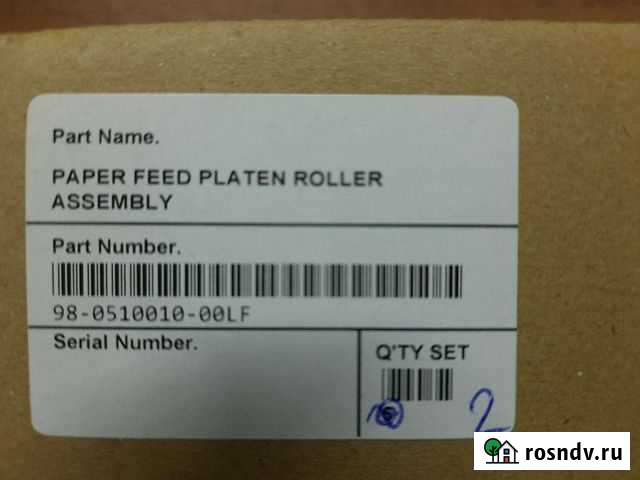 Part Name.
PAPER FEED PLATEN ROLLER
ASSEMBLY
Part Number.
98-0510010-00LF
Serial Number.
Q'TY SET
2
rosndv.ru